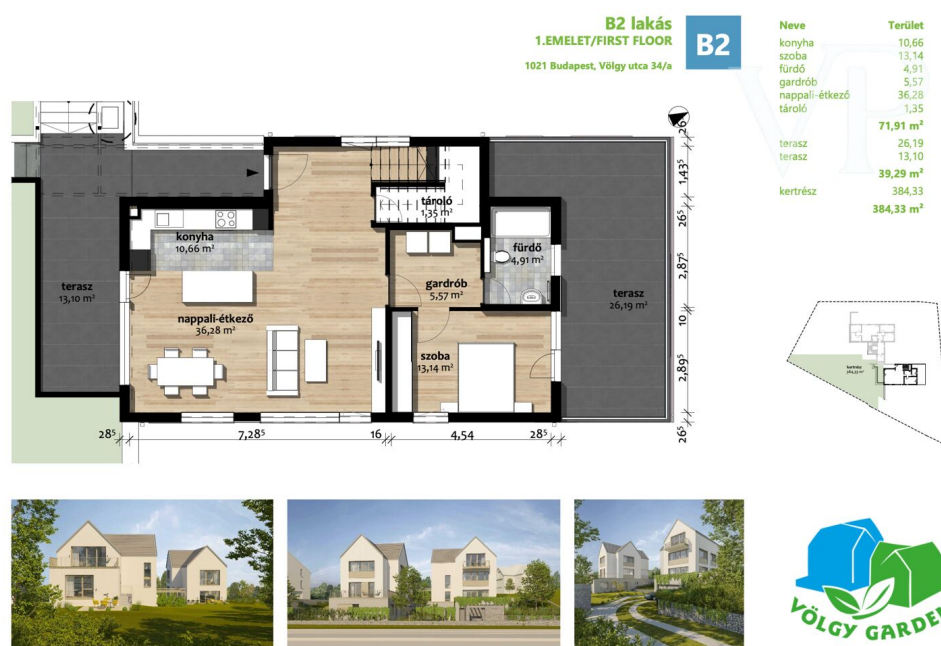 B2 lakás
1.EMELET/FIRST FLOOR
1021 Budapest, Völgy utca 34/a
B2
Neve Terület
konyha 10,66
szoba 13,14
fürdő 4,91
gardrób 5,57
nappali-étkező 36,28
tároló 1,35
71,91 m²
terasz 26,19
terasz 13,10
39,29 m²
kertrész 384,33
384,33 m²
VP
tároló
1,35 m²
konyha
10,66 m²
fürdő
4,91 m²
gardrób
5,57 m²
terasz
13,10 m²
terasz
26,19 m²
nappali-étkező
36,28 m²
szoba
13,14 m²
26⁵
1,43⁵
26⁵
2,87⁵
10
2,89⁵
26⁵
28⁵ 7,28⁵ 16 4,54 28⁵
kertrész
VÖLGY GARDEN